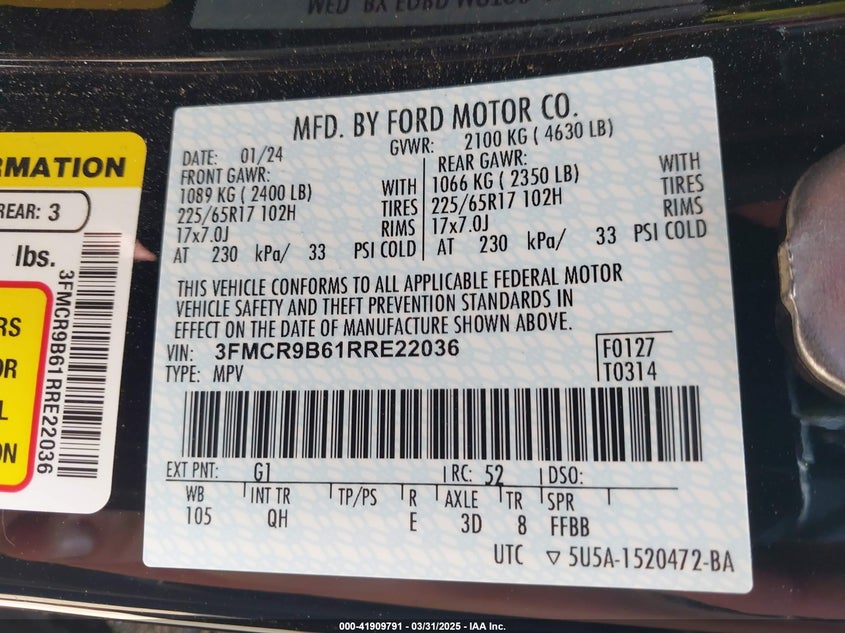 MFD. BY FORD MOTOR CO.
DATE: 01/24
GVWR: 2100 KG ( 4630 LB)
FRONT GAWR:
1089 KG ( 2400 LB) WITH
225/65R17 102H TIRES
17x7.0J RIMS
AT 230 kPa/ 33 PSI COLD
REAR GAWR: WITH
1066 KG ( 2350 LB) TIRES
225/65R17 102H RIMS
17x7.0J
AT 230 kPa/ 33 PSI COLD
THIS VEHICLE CONFORMS TO ALL APPLICABLE FEDERAL MOTOR
VEHICLE SAFETY AND THEFT PREVENTION STANDARDS IN
EFFECT ON THE DATE OF MANUFACTURE SHOWN ABOVE.
VIN: 3FMCR9B61RRE22036
TYPE: MPV
F0127
T0314
EXT PNT: G1 RC: 52 DSO:
WB INT TR TP/PS R AXLE TR SPR
105 QH E 3D 8 FFBB
UTC ▽ 5U5A-1520472-BA
RMATION
REAR: 3
lbs.
3FMCR9B61RRE22036
RS
OR
L
ON
000-41909791 - 03/31/2025 - IAA Inc.